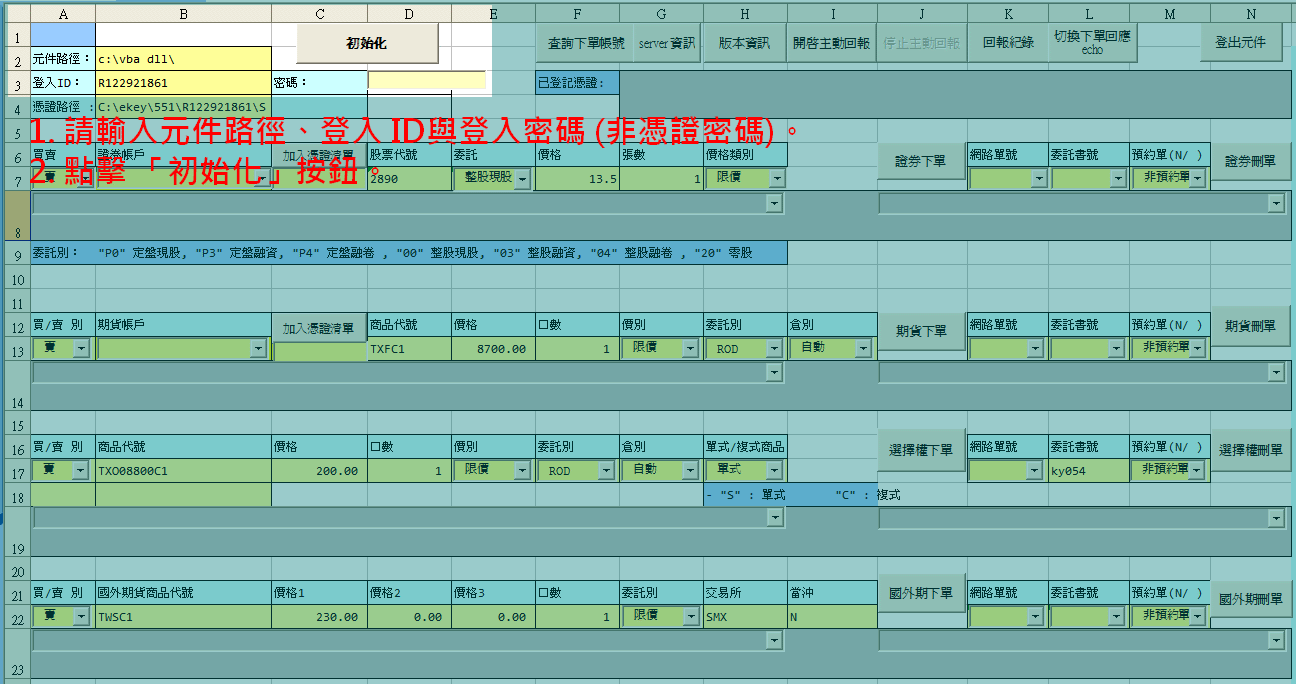 A B C D E F G H I J K L M N
1 初始化 查詢下單帳號 server資訊 版本資訊 開啓主動回報 停止主動回報 回報紀錄 切換下單回應echo 登出元件
2 元件路徑： c:\vba dll\
3 登入ID： R122921861 密碼： 已登記憑證：
4 憑證路徑 ： C:\ekey\551\R122921861\S
5 1. 請輸入元件路徑、登入 ID與登入密碼 (非憑證密碼) 。
6 買賣 證券帳戶 加入憑證清單 股票代號 委託 價格 張數 價格類別 證券下單 網路單號 委託書號 預約單(N/ ) 證券刪單
2. 點擊 「 初始化 」按鈕 。
7 賣 2890 整股現股 13.5 1 限價 非預約單
8
9 委託別： "P0" 定盤現股, "P3" 定盤融資, "P4" 定盤融卷 , "00" 整股現股, "03" 整股融資, "04" 整股融卷 , "20" 零股
10
11
12 買/賣 別 期貨帳戶 加入憑證清單 商品代號 價格 口數 價別 委託別 倉別 期貨下單 網路單號 委託書號 預約單(N/ ) 期貨刪單
13 賣 TXFC1 8700.00 1 限價 ROD 自動 非預約單
14
15
16 買/賣 別 商品代號 價格 口數 價別 委託別 倉別 單式/複式商品 選擇權下單 網路單號 委託書號 預約單(N/ ) 選擇權刪單
17 賣 TXO08800C1 200.00 1 限價 ROD 自動 單式 ky054 非預約單
18 - "S" : 單式 "C" : 複式
19
20
21 買/賣 別 國外期貨商品代號 價格1 價格2 價格3 口數 委託別 交易所 當沖 國外期下單 網路單號 委託書號 預約單(N/ ) 國外期刪單
22 賣 TWSC1 230.00 0.00 0.00 1 限價 SMX N 非預約單
23